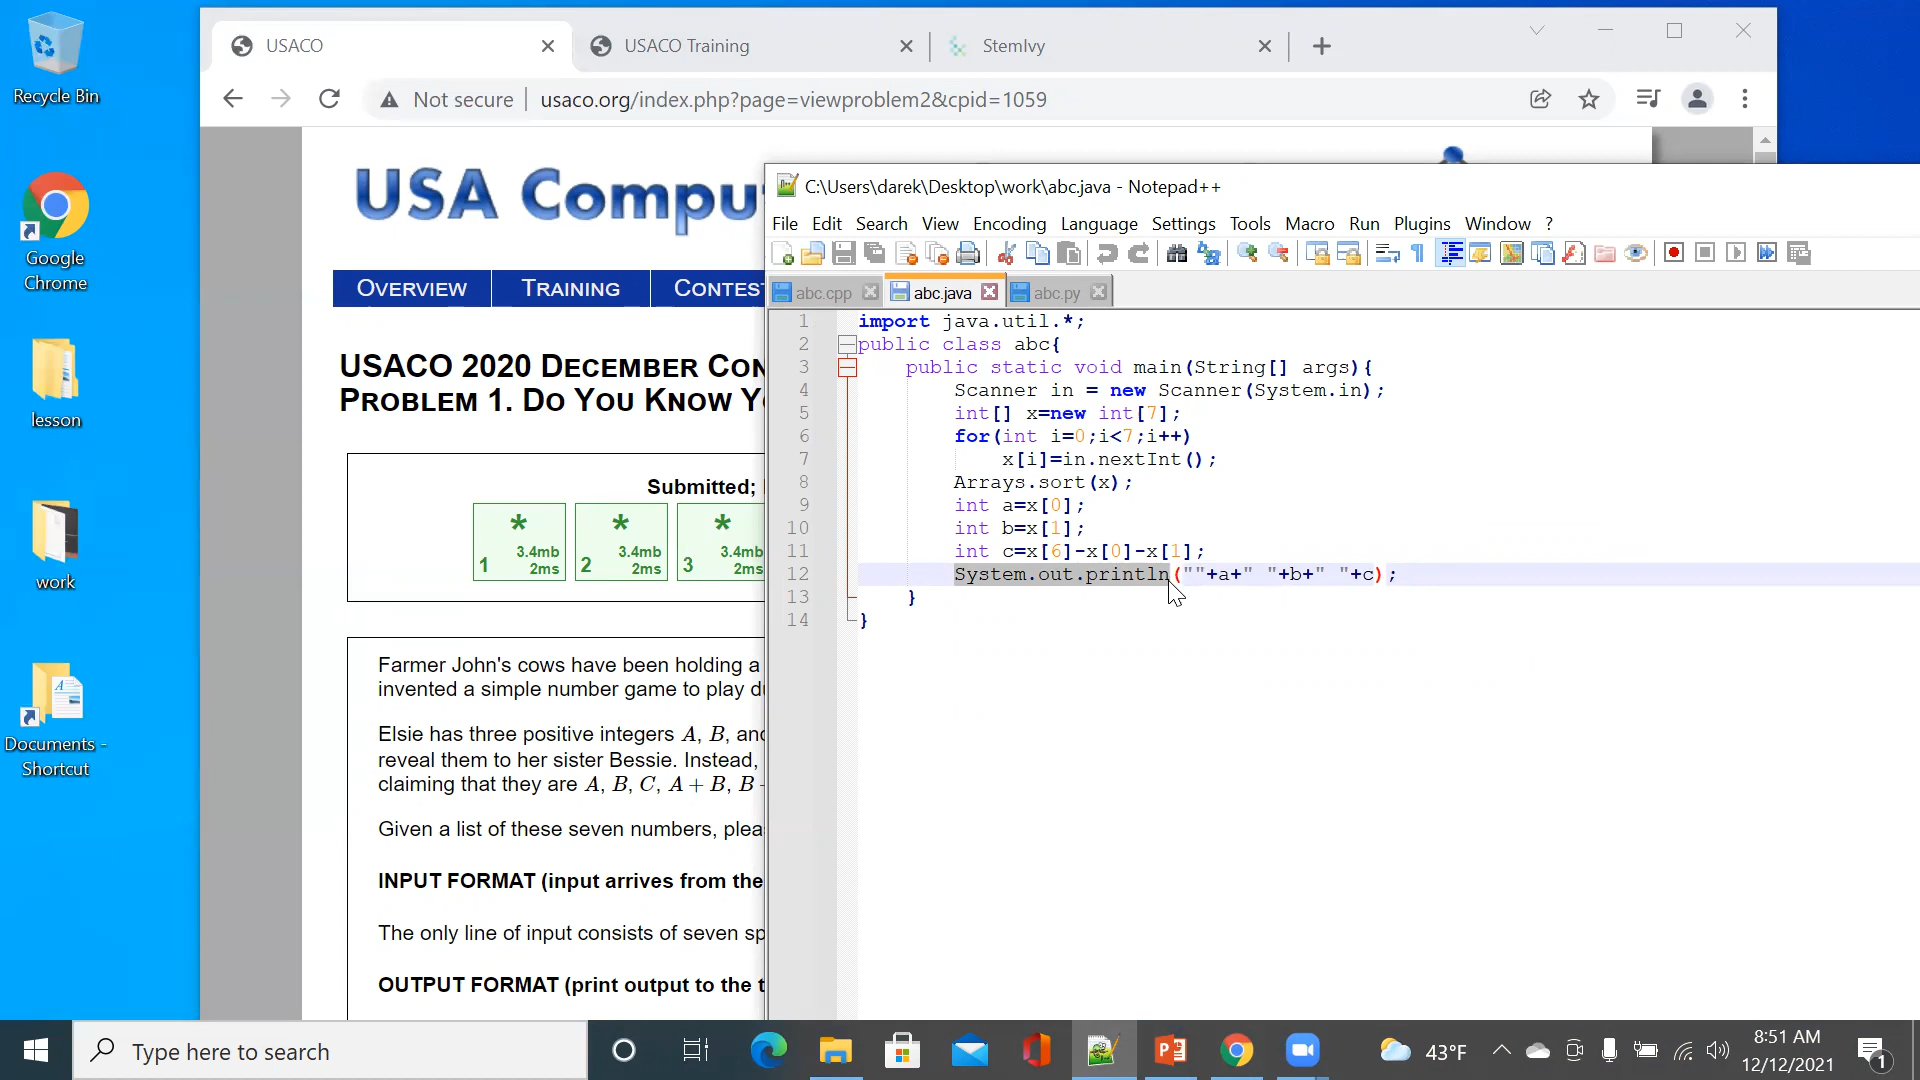 Recycle Bin
Google
Chrome
lesson
work
Documents -
Shortcut
USACO
USACO Training
StemIvy
Not secure
usaco.org/index.php?page=viewproblem2&cpid=1059
USA Compu
OVERVIEW
TRAINING
CONTES
USACO 2020 DECEMBER CON
PROBLEM 1. DO YOU KNOW Y
Submitted;
* * *
1 3.4mb 2ms
2 3.4mb 2ms
3 3.4mb 2ms
Farmer John's cows have been holding a
invented a simple number game to play d
Elsie has three positive integers A, B, and
reveal them to her sister Bessie. Instead,
claiming that they are A, B, C, A + B, B
Given a list of these seven numbers, plea
INPUT FORMAT (input arrives from the
The only line of input consists of seven sp
OUTPUT FORMAT (print output to the t
C:\Users\darek\Desktop\work\abc.java - Notepad++
File Edit Search View Encoding Language Settings Tools Macro Run Plugins Window ?
abc.cpp
abc.java
abc.py
1 import java.util.*;
2 public class abc{
3 public static void main(String[] args){
4 Scanner in = new Scanner(System.in);
5 int[] x=new int[7];
6 for(int i=0;i<7;i++)
7 x[i]=in.nextInt();
8 Arrays.sort(x);
9 int a=x[0];
10 int b=x[1];
11 int c=x[6]-x[0]-x[1];
12 System.out.println(""+a+" "+b+" "+c);
13 }
14 }
Type here to search
43°F
8:51 AM
12/12/2021
1